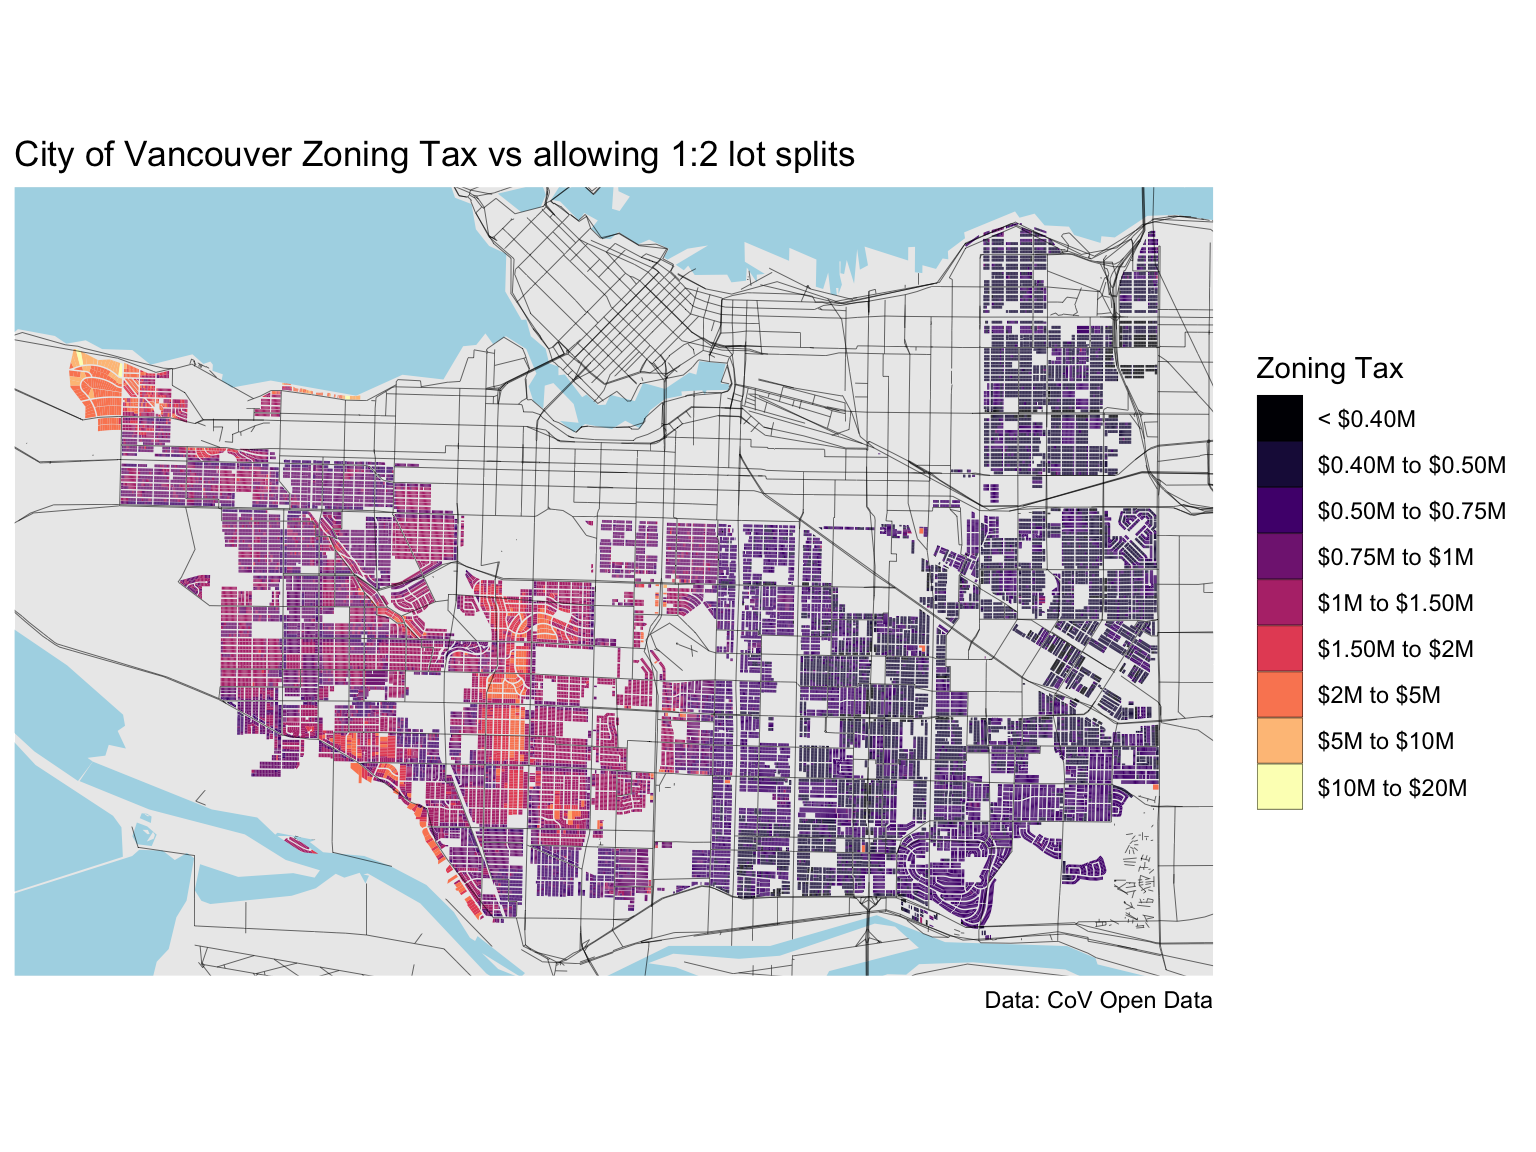 City of Vancouver Zoning Tax vs allowing 1:2 lot splits
Zoning Tax
< $0.40M
$0.40M to $0.50M
$0.50M to $0.75M
$0.75M to $1M
$1M to $1.50M
$1.50M to $2M
$2M to $5M
$5M to $10M
$10M to $20M
Data: CoV Open Data